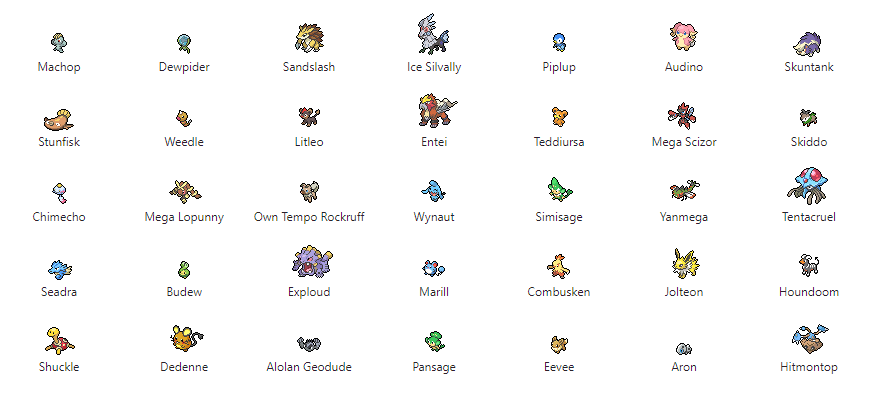 Machop Dewpider Sandslash Ice Silvally Piplup Audino Skuntank
Stunfisk Weedle Litleo Entei Teddiursa Mega Scizor Skiddo
Chimecho Mega Lopunny Own Tempo Rockruff Wynaut Simisage Yanmega Tentacruel
Seadra Budew Exploud Marill Combusken Jolteon Houndoom
Shuckle Dedenne Alolan Geodude Pansage Eevee Aron Hitmontop